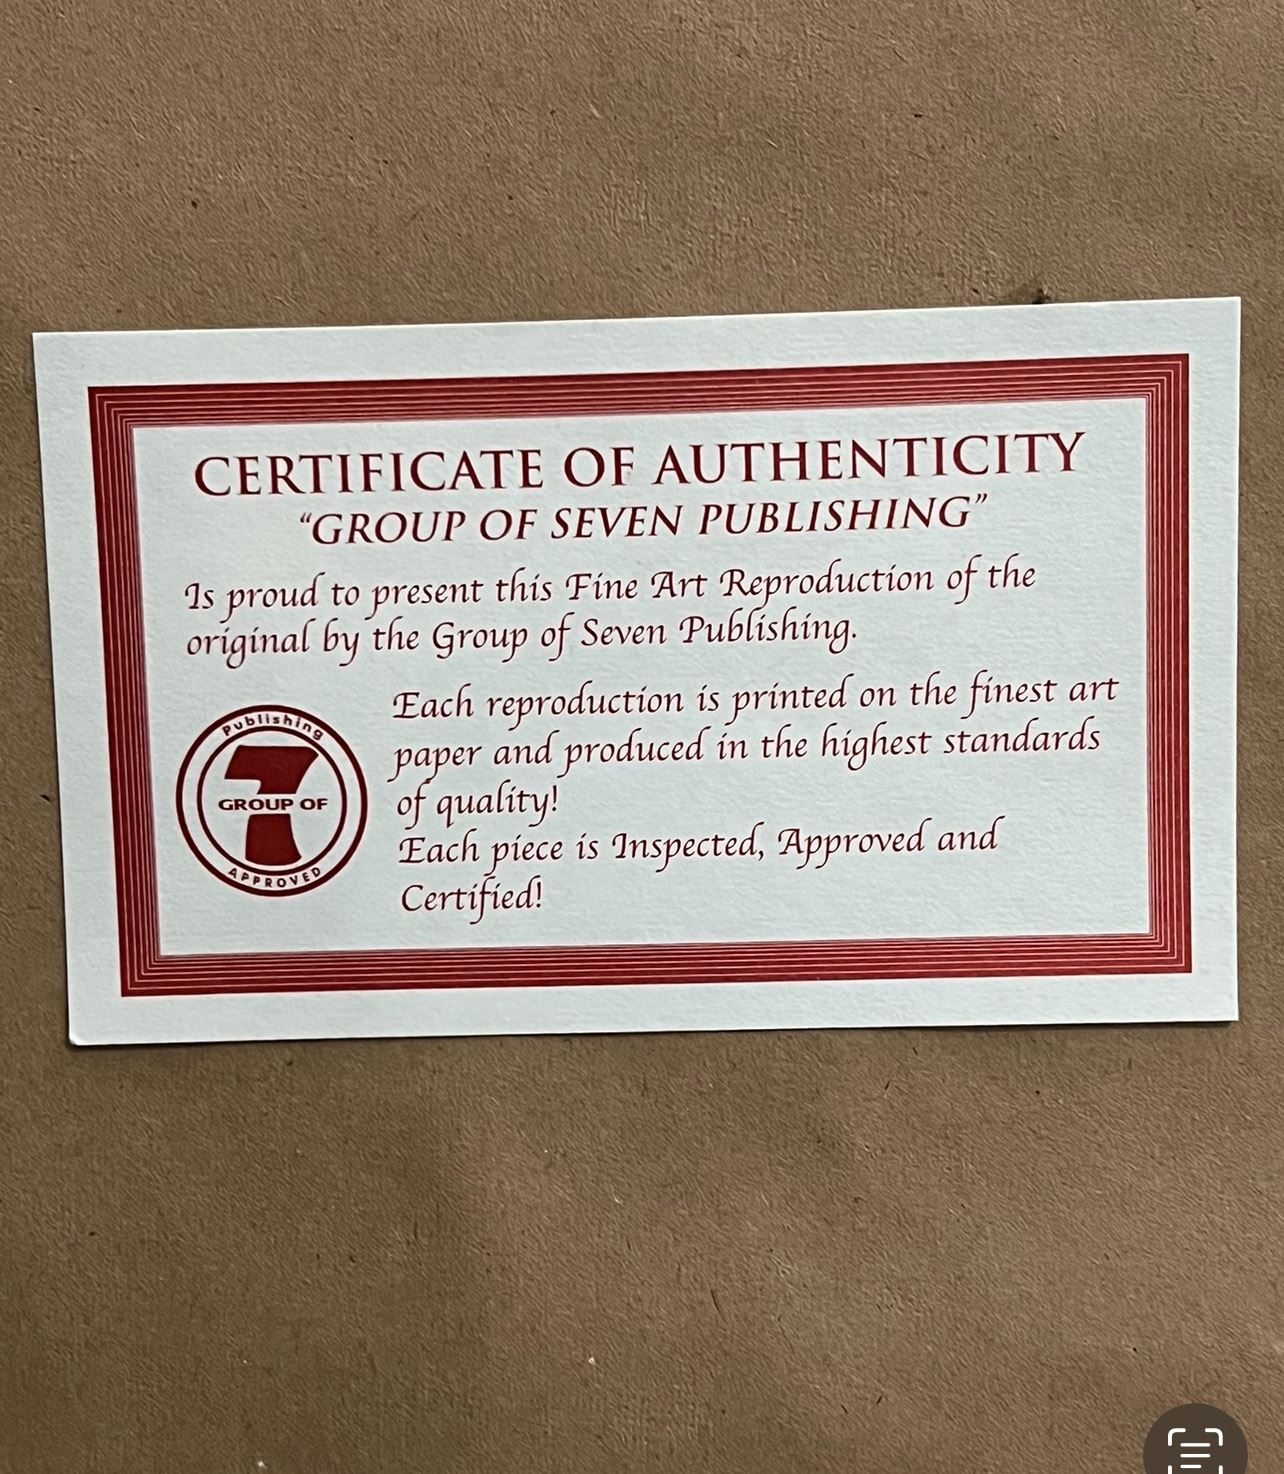 CERTIFICATE OF AUTHENTICITY
"GROUP OF SEVEN PUBLISHING"
Is proud to present this Fine Art Reproduction of the
original by the Group of Seven Publishing.
Each reproduction is printed on the finest art
paper and produced in the highest standards
of quality!
Each piece is Inspected, Approved and
Certified!
Publishing
7
GROUP OF
APPROVED